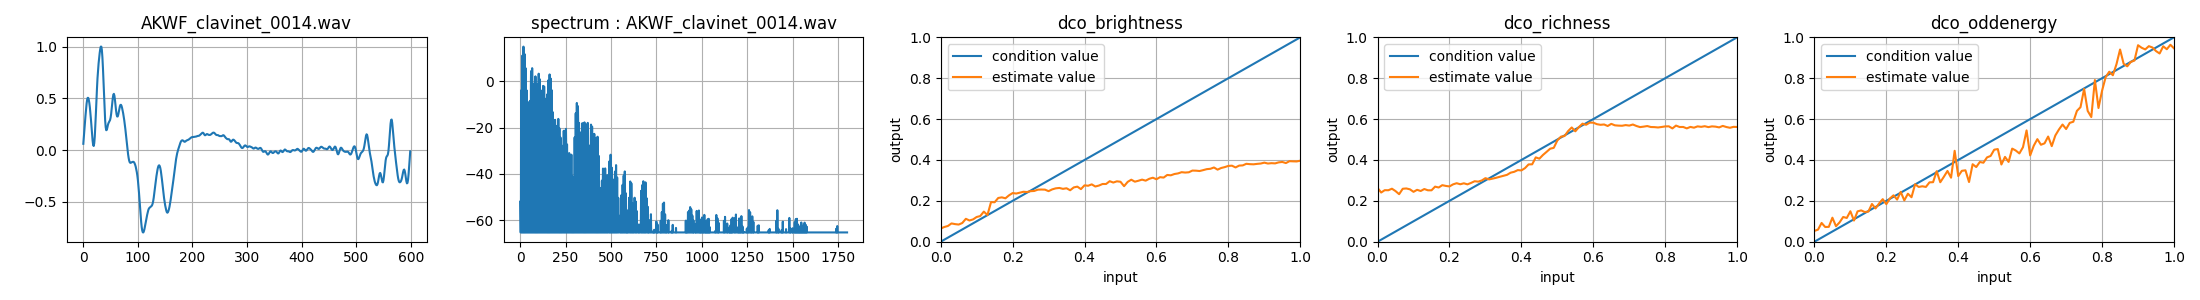 AKWF_clavinet_0014.wav
1.0
0.5
0.0
−0.5
0 100 200 300 400 500 600
spectrum : AKWF_clavinet_0014.wav
0
−20
−40
−60
0 250 500 750 1000 1250 1500 1750
dco_brightness
condition value
estimate value
output
1.0
0.8
0.6
0.4
0.2
0.0
0.0 0.2 0.4 0.6 0.8 1.0
input
dco_richness
condition value
estimate value
output
1.0
0.8
0.6
0.4
0.2
0.0
0.0 0.2 0.4 0.6 0.8 1.0
input
dco_oddenergy
condition value
estimate value
output
1.0
0.8
0.6
0.4
0.2
0.0
0.0 0.2 0.4 0.6 0.8 1.0
input